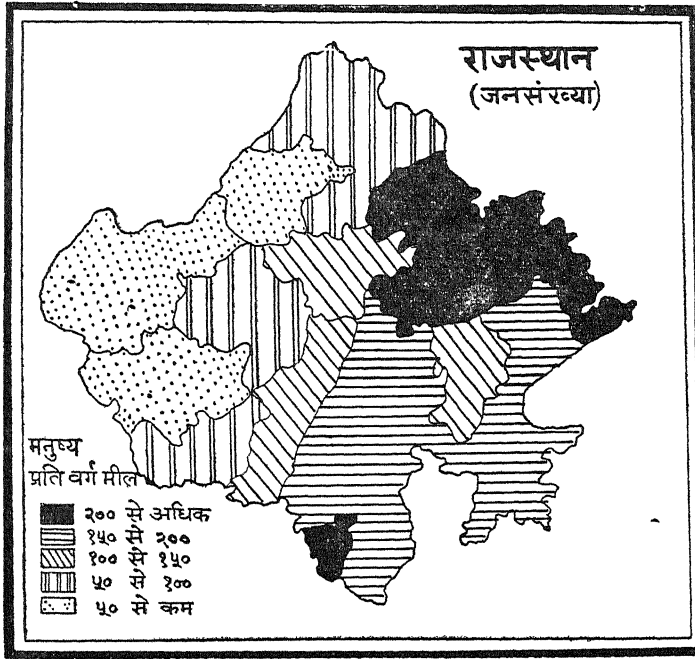 राजस्थान
(जनसंख्या)
मनुष्य
प्रति वर्ग मील
२०० से अधिक
१५० से २००
१०० से १५०
५० से १००
५० से कम